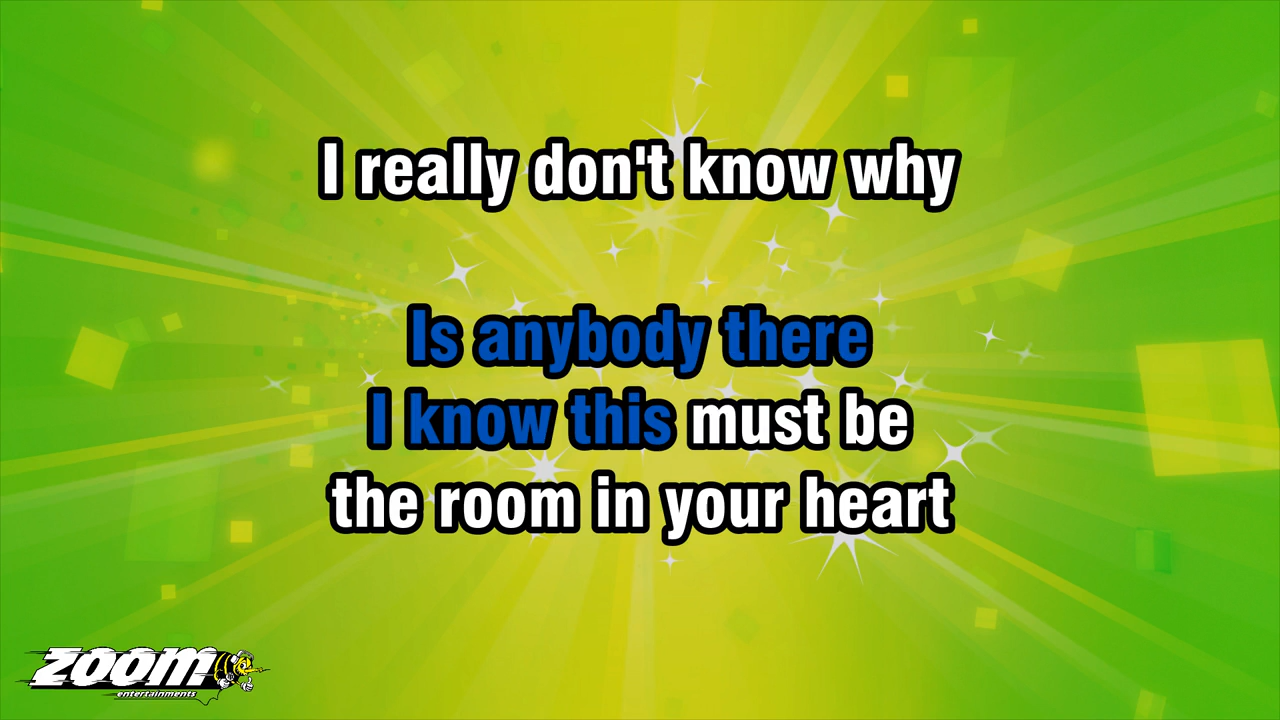 I really don't know why
Is anybody there
I know this must be
the room in your heart
zoom
entertainments